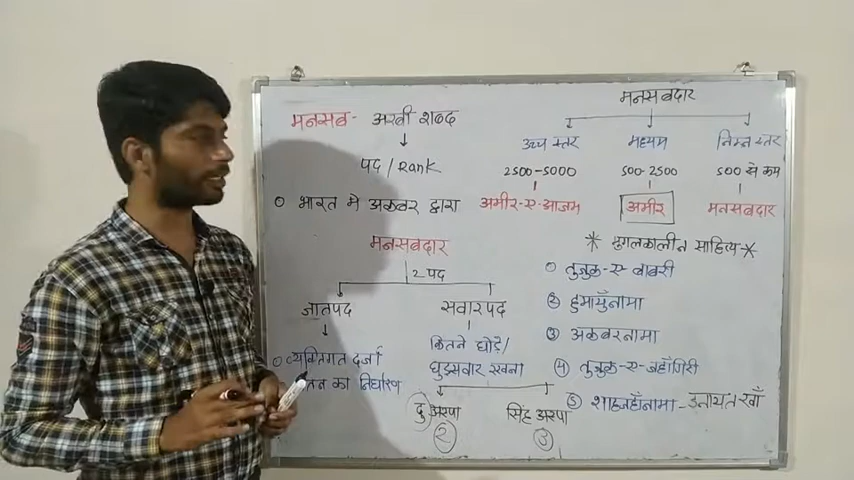 मनसब - अरबी शब्द
पद / Rank
भारत मे अकबर द्वारा
मनसबदार
2 पद
जातपद
सवारपद
व्यक्तिगत दर्जा
का निर्धारण
कितने घोड़े /
घुड़सवार रखना
दु अस्पा
②
सिंह अस्पा
③
मनसबदार
उच्च स्तर
मध्यम
निम्न स्तर
2500-5000
500-2500
500 से कम
अमीर-ए-आजम
अमीर
मनसबदार
* मुगलकालीन साहित्य *
तुजुक-ए-बाबरी
② हुमायुँनामा
③ अकबरनामा
④ तुजुक-ए-जहाँगिरी
⑤ शाहजहाँनामा - इनायत खाँ